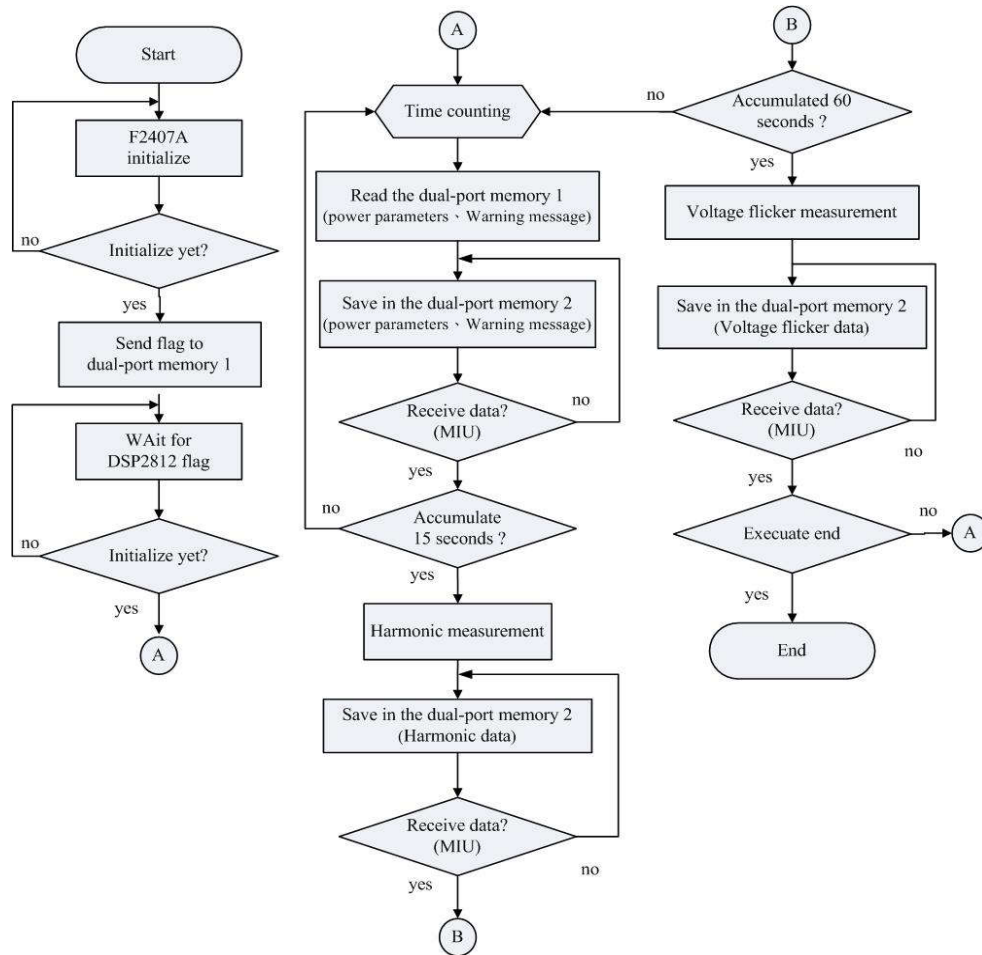 Start
F2407A
initialize
no
Initialize yet?
yes
Send flag to
dual-port memory 1
WAit for
DSP2812 flag
no
Initialize yet?
yes
A
A
Time counting
Read the dual-port memory 1
(power parameters、Warning message)
Save in the dual-port memory 2
(power parameters、Warning message)
Receive data?
(MIU)
no
yes
no
Accumulate
15 seconds ?
yes
Harmonic measurement
Save in the dual-port memory 2
(Harmonic data)
Receive data?
(MIU)
no
yes
B
B
no
Accumulated 60
seconds ?
yes
Voltage flicker measurement
Save in the dual-port memory 2
(Voltage flicker data)
Receive data?
(MIU)
no
yes
Execuate end
no
A
yes
End